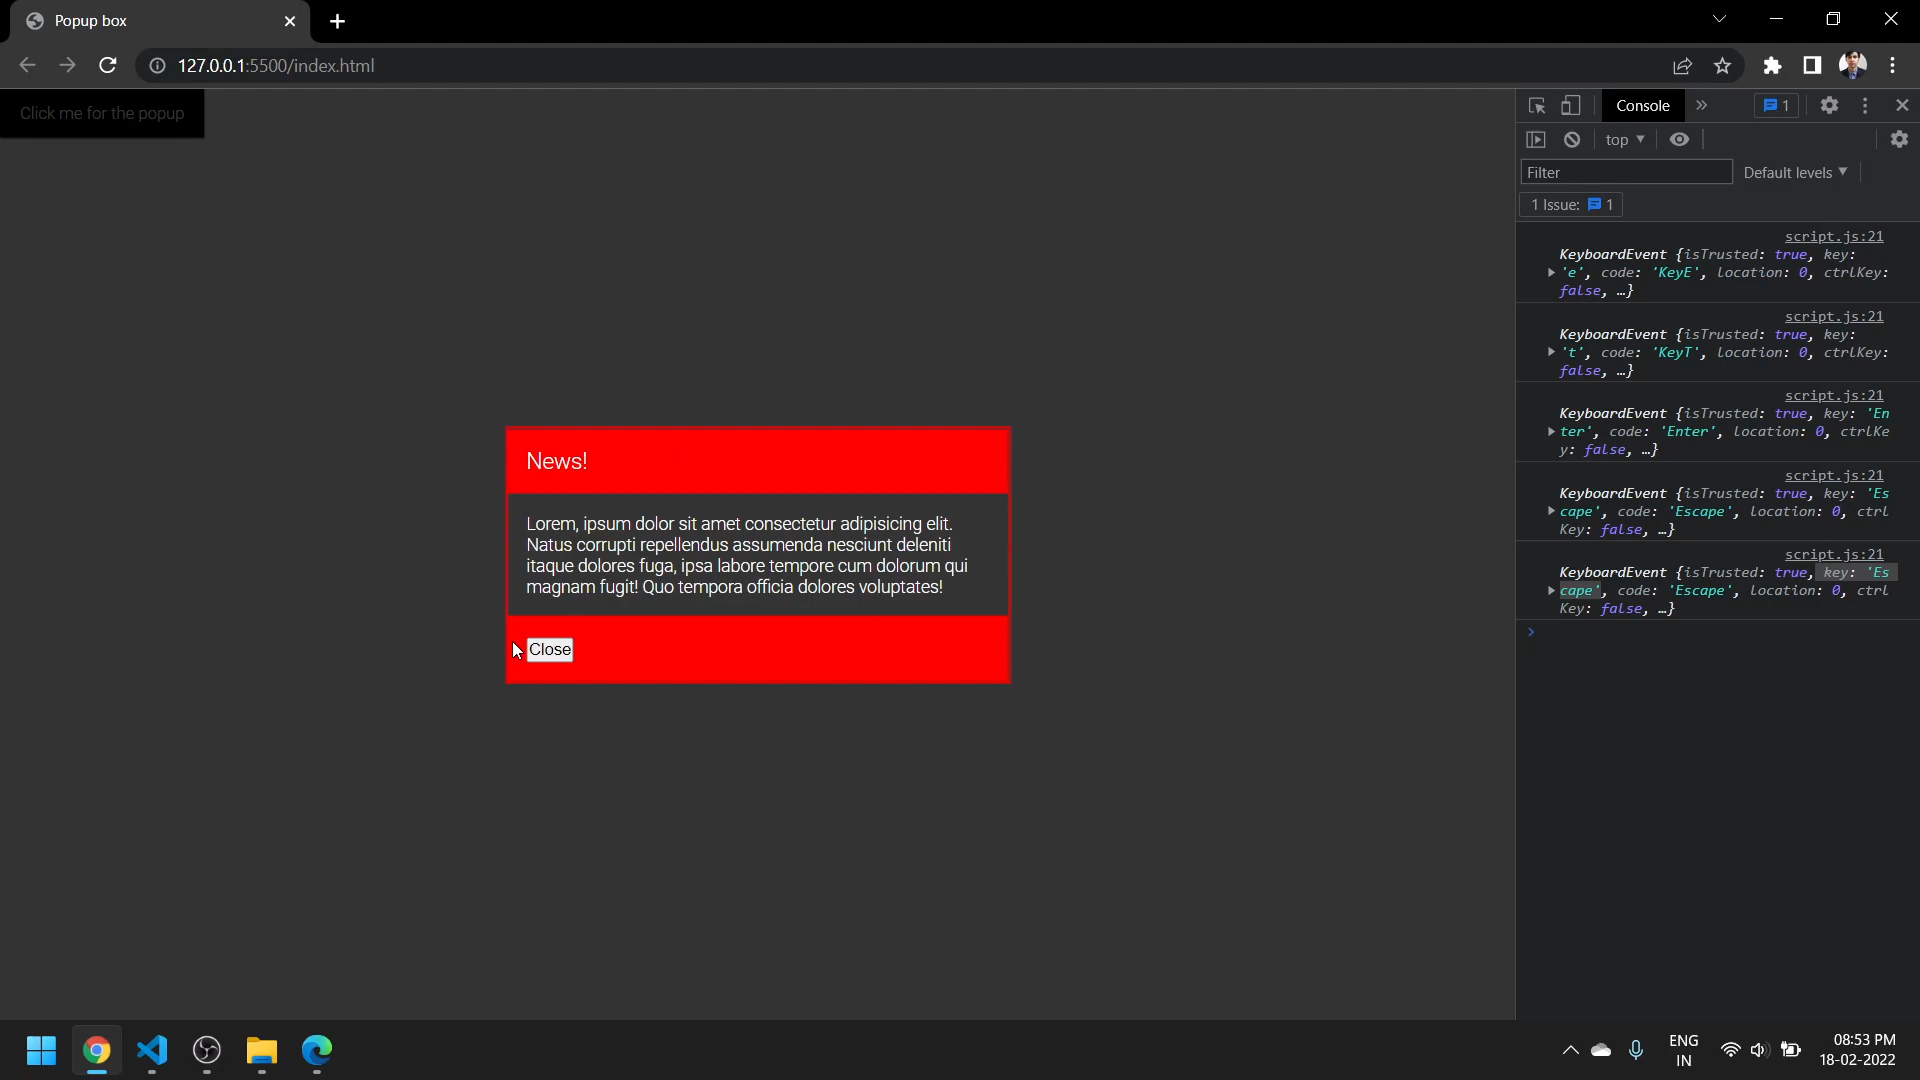 Popup box
127.0.0.1:5500/index.html
Click me for the popup
Console
1
top
Filter
Default levels
1 Issue: 1
script.js:21
KeyboardEvent {isTrusted: true, key:
'e', code: 'KeyE', location: 0, ctrlKey:
false, …}
script.js:21
KeyboardEvent {isTrusted: true, key:
't', code: 'KeyT', location: 0, ctrlKey:
false, …}
script.js:21
KeyboardEvent {isTrusted: true, key: 'En
ter', code: 'Enter', location: 0, ctrlKe
y: false, …}
script.js:21
KeyboardEvent {isTrusted: true, key: 'Es
cape', code: 'Escape', location: 0, ctrl
Key: false, …}
script.js:21
KeyboardEvent {isTrusted: true, key: 'Es
cape', code: 'Escape', location: 0, ctrl
Key: false, …}
News!
Lorem, ipsum dolor sit amet consectetur adipisicing elit.
Natus corrupti repellendus assumenda nesciunt deleniti
itaque dolores fuga, ipsa labore tempore cum dolorum qui
magnam fugit! Quo tempora officia dolores voluptates!
Close
ENG
IN
08:53 PM
18-02-2022